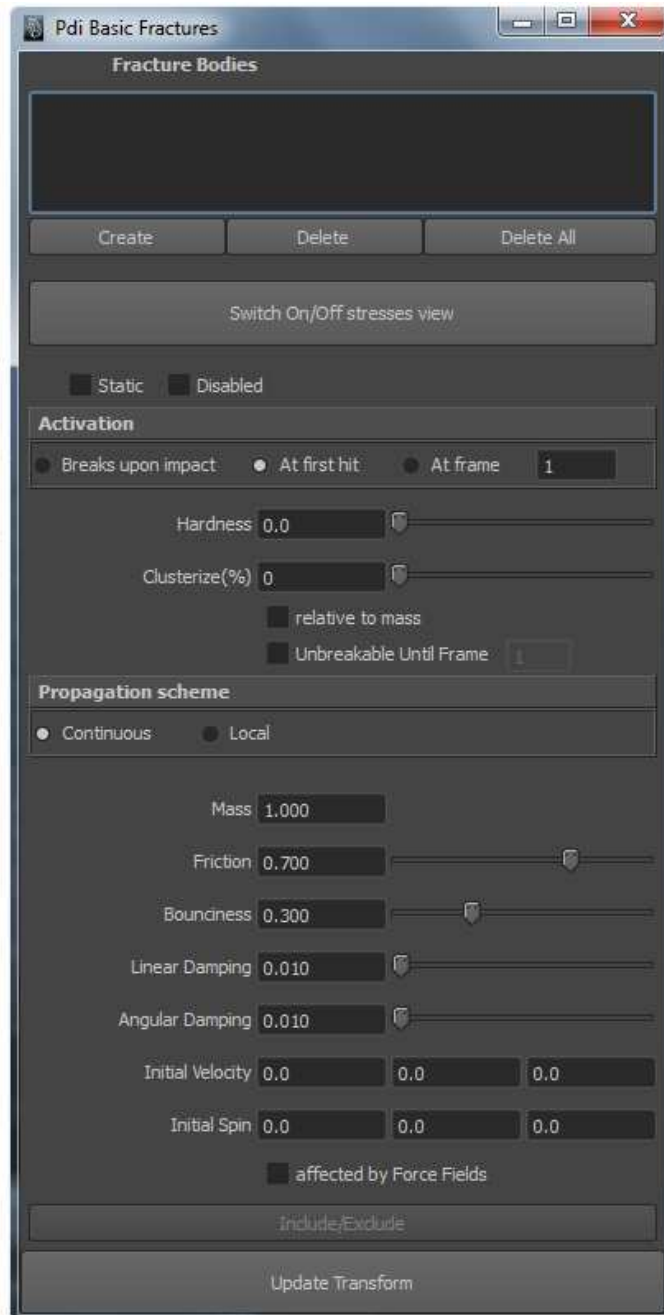 Pdi Basic Fractures
Fracture Bodies
Create Delete Delete All
Switch On/Off stresses view
Static Disabled
Activation
Breaks upon impact At first hit At frame 1
Hardness 0.0
Clusterize(%) 0
relative to mass
Unbreakable Until Frame 1
Propagation scheme
Continuous Local
Mass 1.000
Friction 0.700
Bounciness 0.300
Linear Damping 0.010
Angular Damping 0.010
Initial Velocity 0.0 0.0 0.0
Initial Spin 0.0 0.0 0.0
affected by Force Fields
Include/Exclude
Update Transform